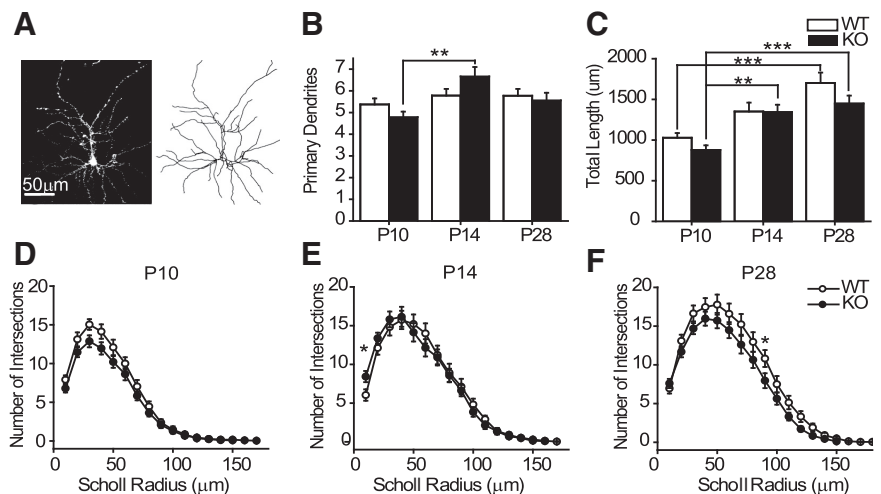 A
50μm
B
**
Primary Dendrites
7
6
5
4
3
2
1
0
P10
P14
P28
C
WT
KO
***
***
**
Total Length (um)
2000
1500
1000
500
0
P10
P14
P28
D
P10
Number of Intersections
20
15
10
5
0
0
50
100
150
Scholl Radius (μm)
E
P14
*
Number of Intersections
20
15
10
5
0
0
50
100
150
Scholl Radius (μm)
F
P28
WT
KO
*
Number of Intersections
20
15
10
5
0
0
50
100
150
Scholl Radius (μm)